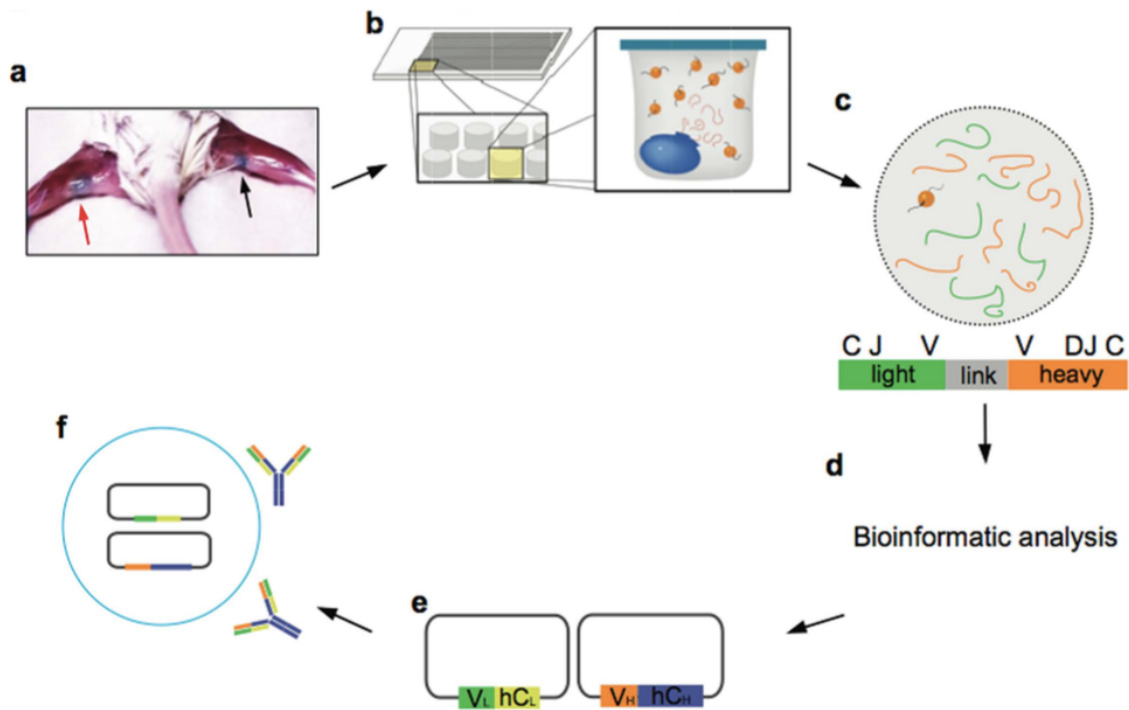 a
b
c
C J V V DJ C
light link heavy
d
Bioinformatic analysis
e
VL hCL VH hCH
f